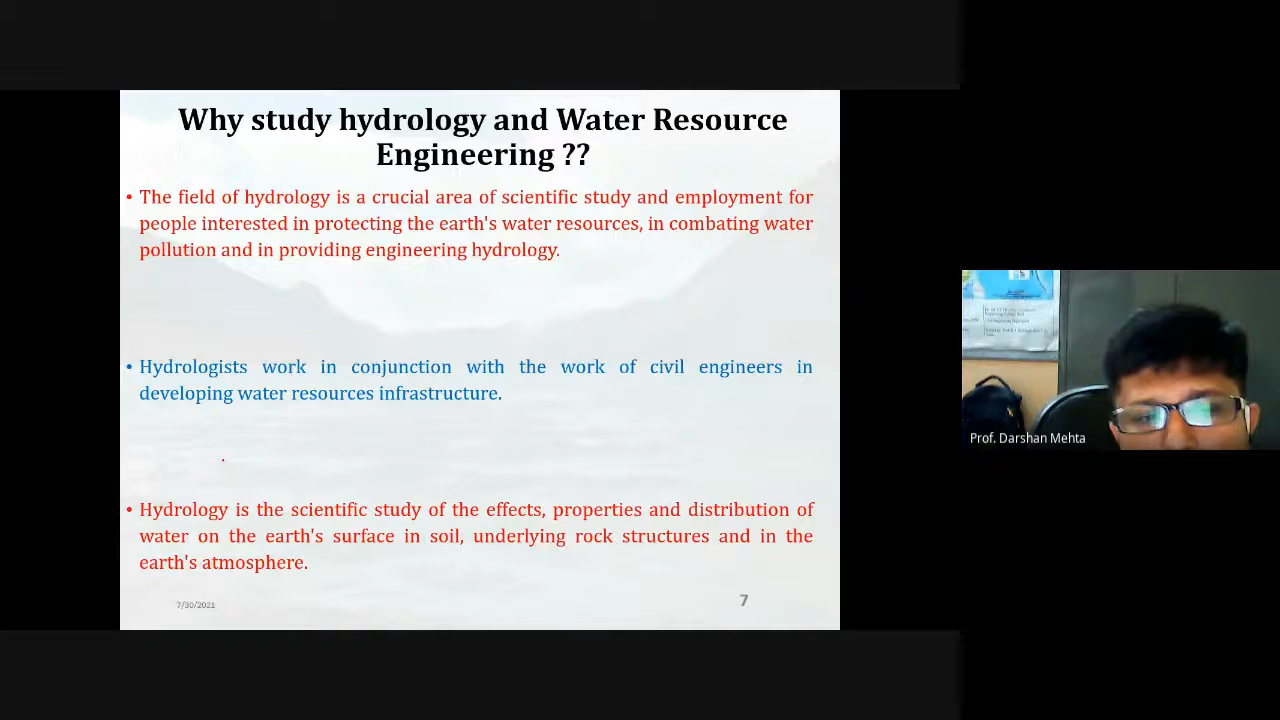 Why study hydrology and Water Resource
Engineering ??
• The field of hydrology is a crucial area of scientific study and employment for
people interested in protecting the earth's water resources, in combating water
pollution and in providing engineering hydrology.
• Hydrologists work in conjunction with the work of civil engineers in
developing water resources infrastructure.
• Hydrology is the scientific study of the effects, properties and distribution of
water on the earth's surface in soil, underlying rock structures and in the
earth's atmosphere.
7/30/2021
7
Prof. Darshan Mehta